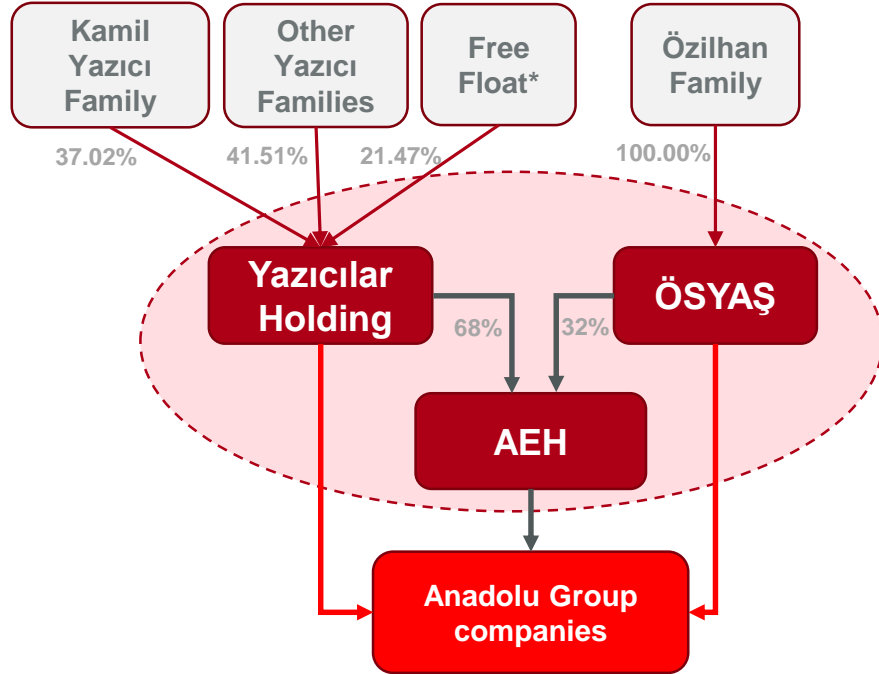 Kamil
Yazıcı
Family
Other
Yazıcı
Families
Free
Float*
Özilhan
Family
37.02%
41.51%
21.47%
100.00%
Yazıcılar
Holding
ÖSYAŞ
68%
32%
AEH
Anadolu Group
companies